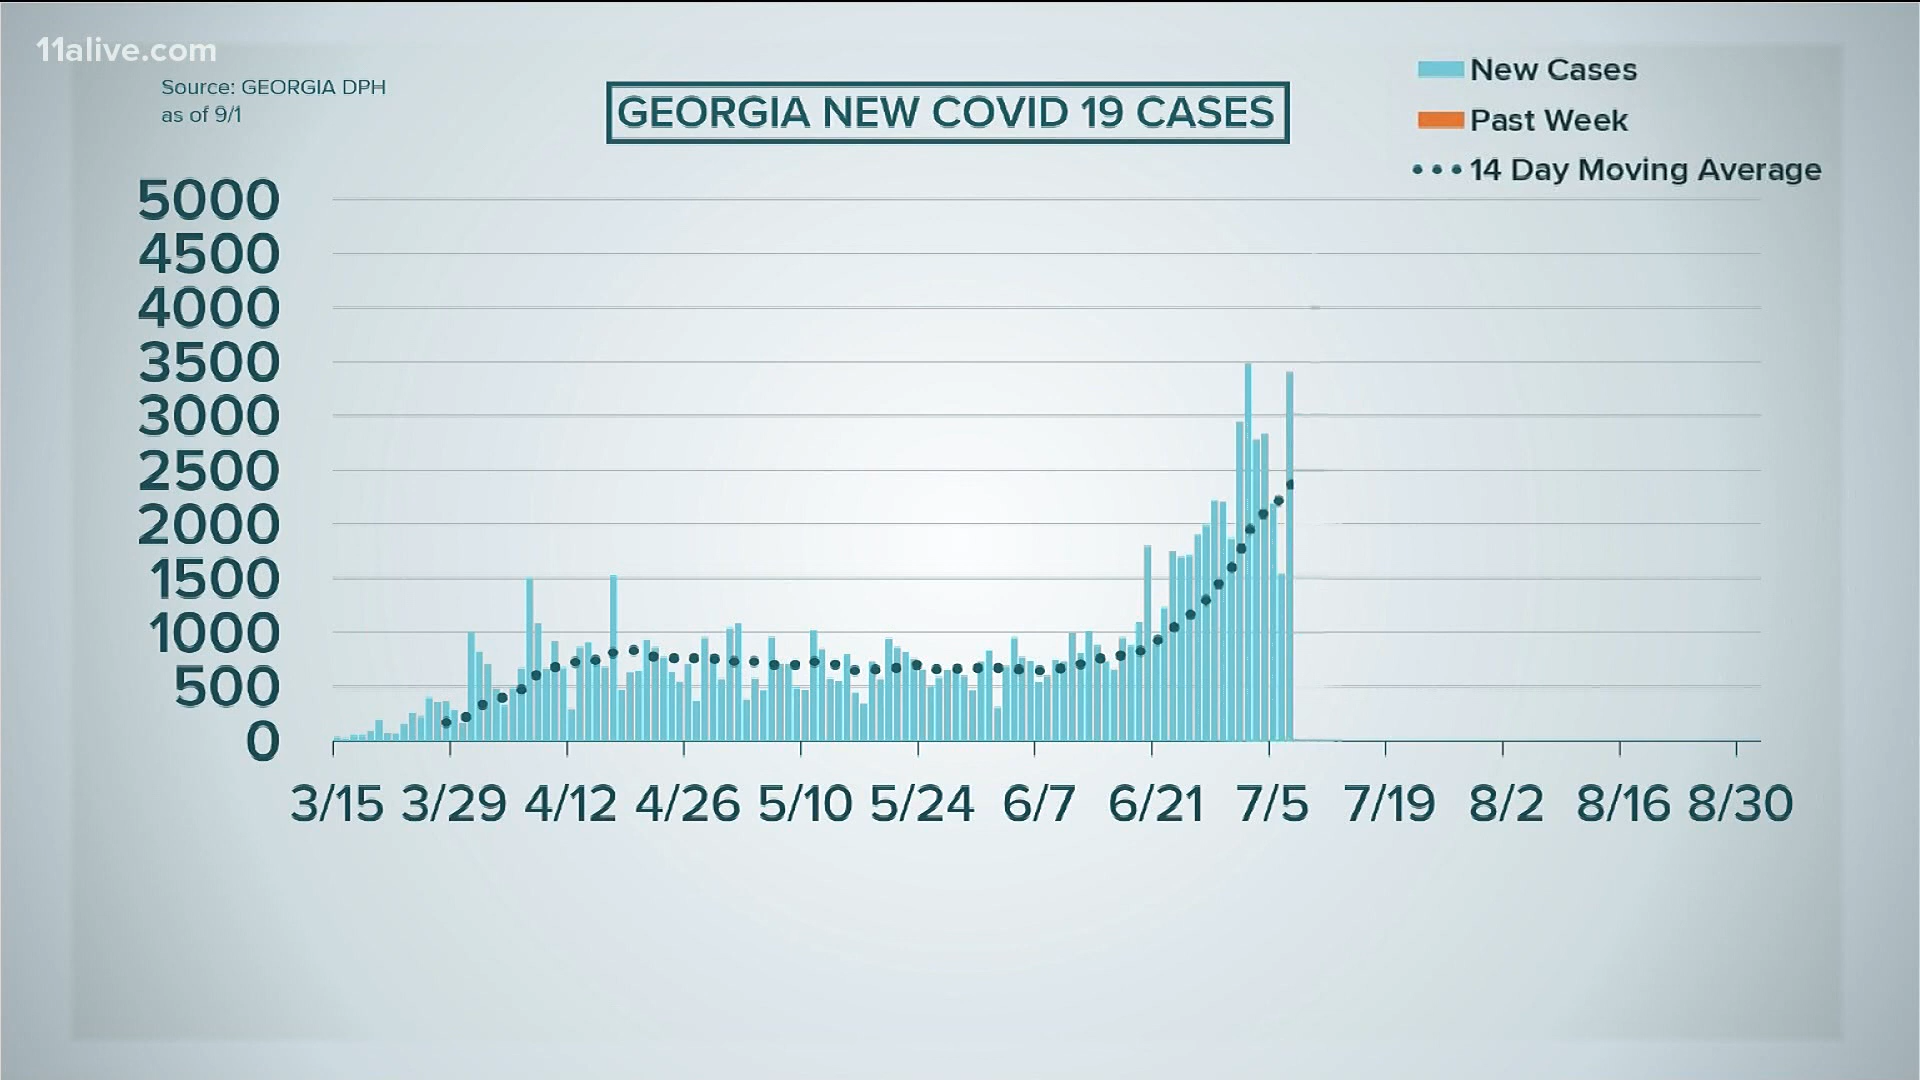 11alive.com
Source: GEORGIA DPH
as of 9/1
GEORGIA NEW COVID 19 CASES
New Cases
Past Week
14 Day Moving Average
5000
4500
4000
3500
3000
2500
2000
1500
1000
500
0
3/15 3/29 4/12 4/26 5/10 5/24 6/7 6/21 7/5 7/19 8/2 8/16 8/30